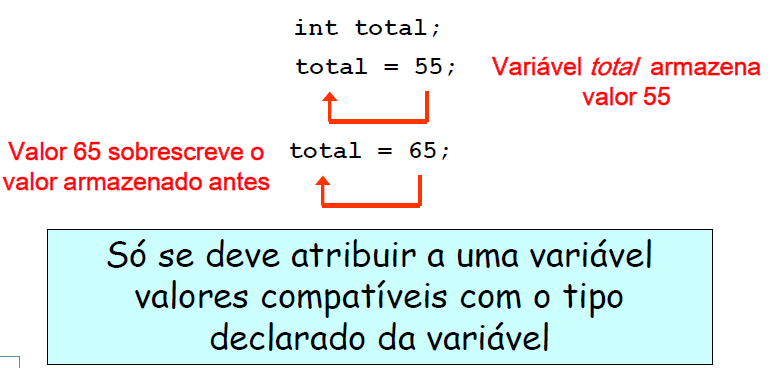 int total;
total = 55;
Variável total armazena
valor 55
Valor 65 sobrescreve o
valor armazenado antes
total = 65;
Só se deve atribuir a uma variável
valores compatíveis com o tipo
declarado da variável